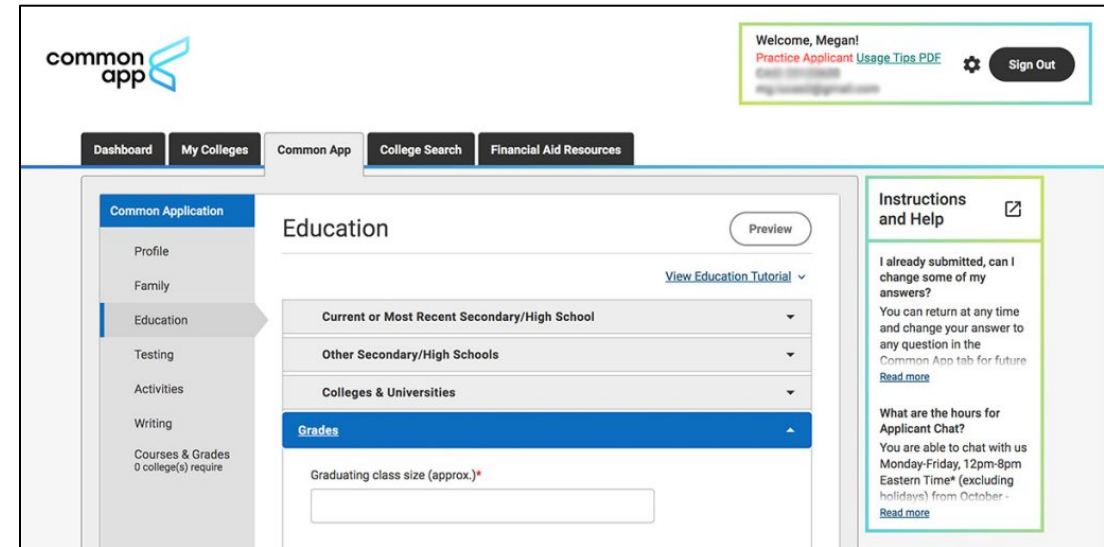 common
app
Welcome, Megan!
Practice Applicant Usage Tips PDF
Sign Out
Dashboard
My Colleges
Common App
College Search
Financial Aid Resources
Common Application
Profile
Family
Education
Testing
Activities
Writing
Courses & Grades
0 college(s) require
Education
Preview
View Education Tutorial
Current or Most Recent Secondary/High School
Other Secondary/High Schools
Colleges & Universities
Grades
Graduating class size (approx.)*
Instructions
and Help
I already submitted, can I
change some of my
answers?
You can return at any time
and change your answer to
any question in the
Common App tab for future
Read more
What are the hours for
Applicant Chat?
You are able to chat with us
Monday-Friday, 12pm-8pm
Eastern Time* (excluding
holidays) from October -
Read more